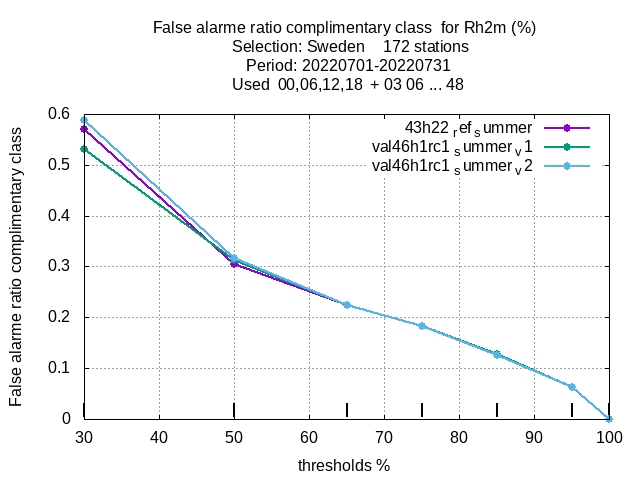 False alarme ratio complimentary class  for Rh2m (%)
Selection: Sweden    172 stations
Period: 20220701-20220731
Used  00,06,12,18  + 03 06 ... 48
False alarme ratio complimentary class
43h22 ref summer
val46h1rc1 summer v1
val46h1rc1 summer v2
0.6
0.5
0.4
0.3
0.2
0.1
0
30 40 50 60 70 80 90 100
thresholds %